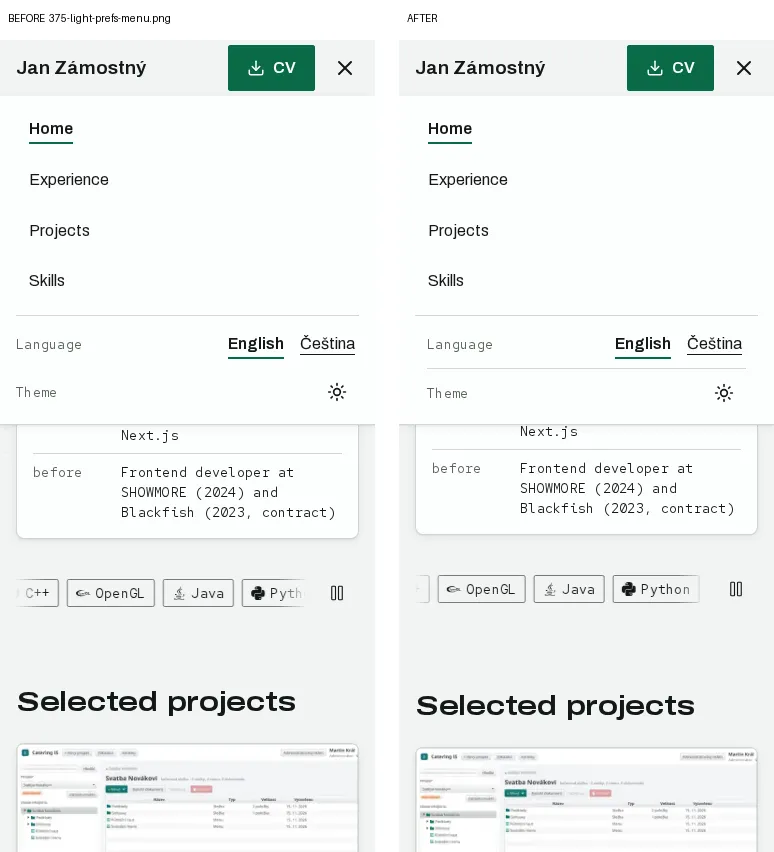 BEFORE 375-light-prefs-menu.png
Jan Zámostný
CV
Home
Experience
Projects
Skills
Language
English Čeština
Theme
Next.js
before
Frontend developer at
SHOWMORE (2024) and
Blackfish (2023, contract)
C++ OpenGL Java Pyth
Selected projects
Svatba Novákovi
AFTER
Jan Zámostný
CV
Home
Experience
Projects
Skills
Language
English Čeština
Theme
Next.js
before
Frontend developer at
SHOWMORE (2024) and
Blackfish (2023, contract)
OpenGL Java Python
Selected projects
Svatba Novákovi